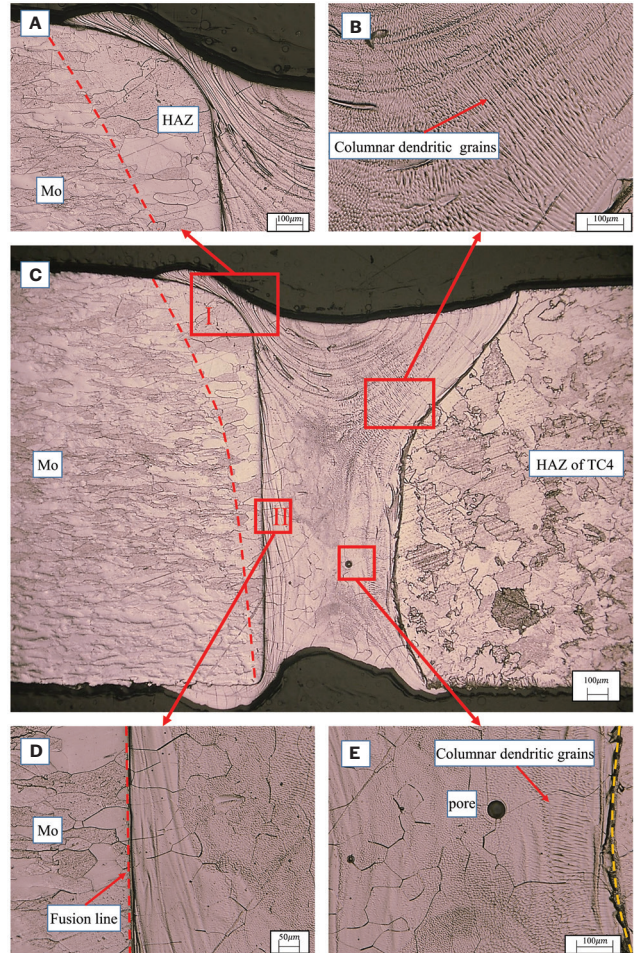 A
HAZ
Mo
100μm
B
Columnar dendritic grains
100μm
C
I
Mo
II
HAZ of TC4
100μm
D
Mo
Fusion line
50μm
E
Columnar dendritic grains
pore
100μm